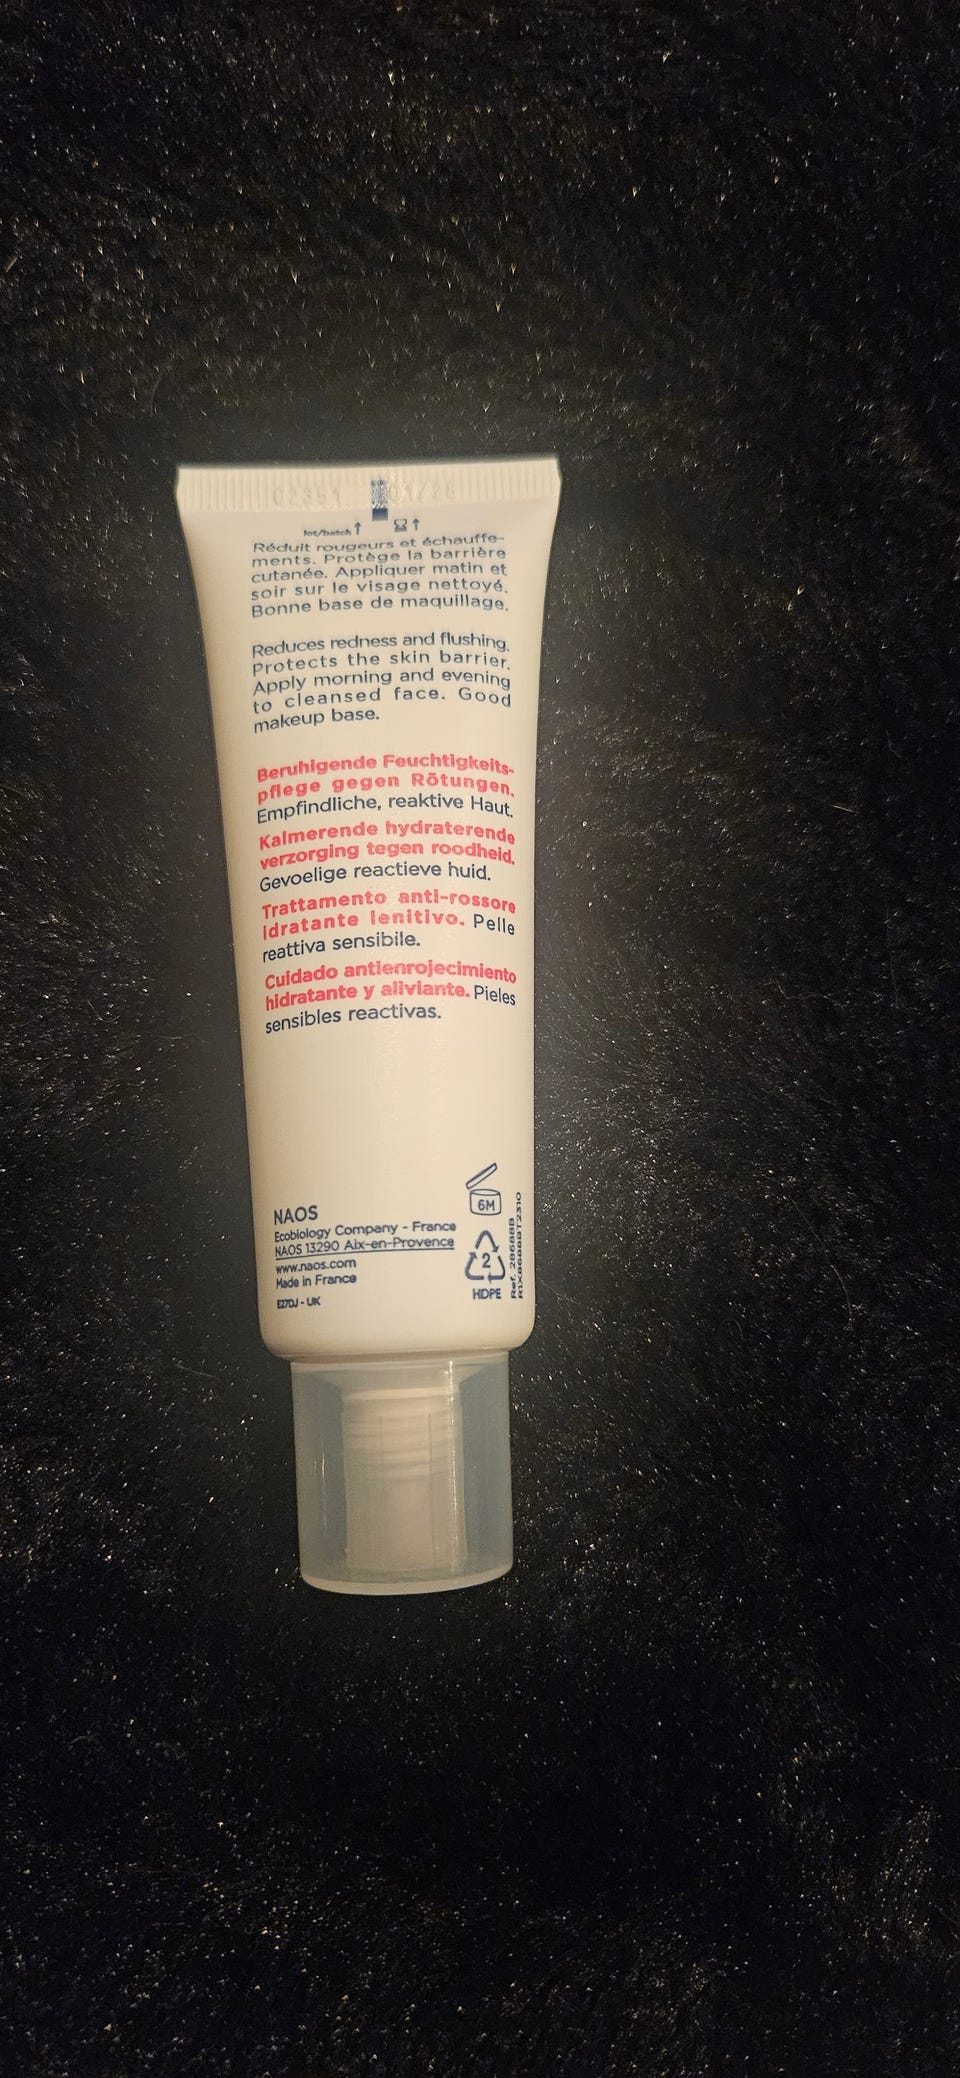 lot/batch
Réduit rougeurs et échauffe-
ments. Protège la barrière
cutanée. Appliquer matin et
soir sur le visage nettoyé.
Bonne base de maquillage.
Reduces redness and flushing.
Protects the skin barrier.
Apply morning and evening
to cleansed face. Good
makeup base.
Beruhigende Feuchtigkeits-
pflege gegen Rötungen.
Empfindliche, reaktive Haut.
Kalmerende hydraterende
verzorging tegen roodheid.
Gevoelige reactieve huid.
Trattamento anti-rossore
idratante lenitivo. Pelle
reattiva sensibile.
Cuidado antienrojecimiento
hidratante y aliviante. Pieles
sensibles reactivas.
NAOS
Ecobiology Company - France
NAOS 13290 Aix-en-Provence
www.naos.com
Made in France
E27DJ - UK
6M
2
HDPE
Ref. 28688B